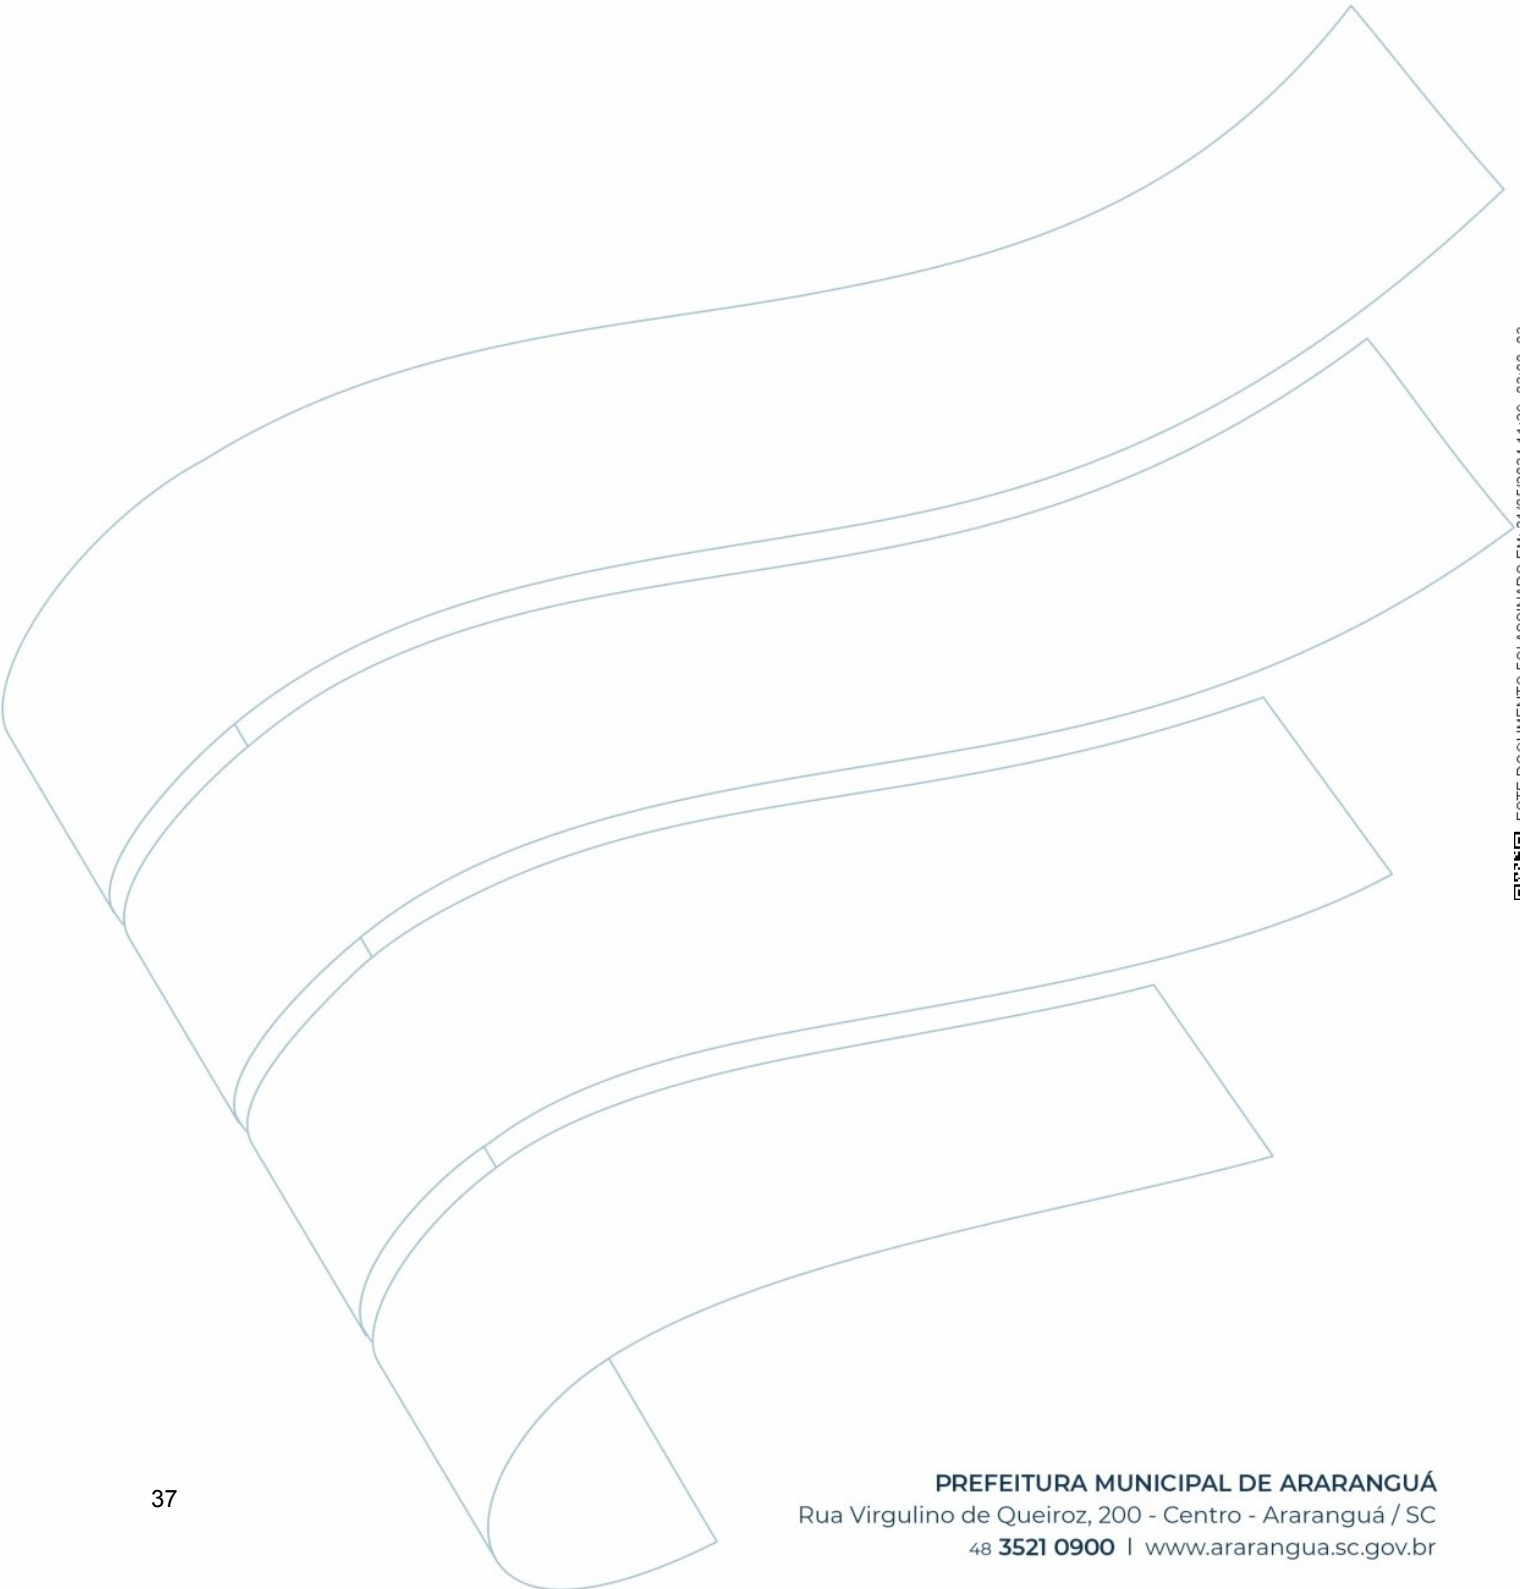 37
PREFEITURA MUNICIPAL DE ARARANGUÁ
Rua Virgulino de Queiroz, 200 - Centro - Araranguá / SC
48 3521 0900 | www.ararangua.sc.gov.br